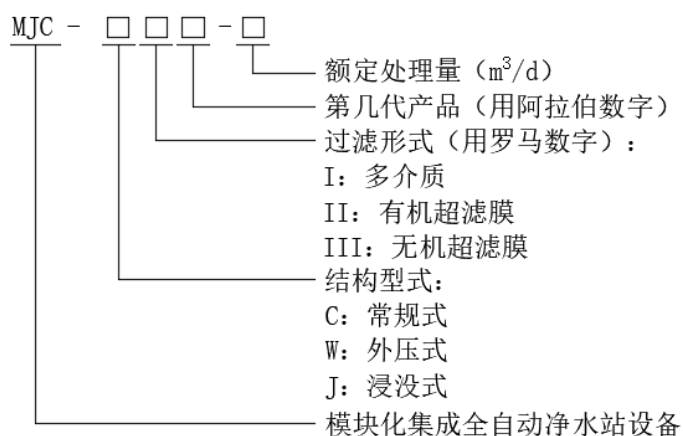 MJC - □□□-□
额定处理量（m³/d）
第几代产品（用阿拉伯数字）
过滤形式（用罗马数字）：
I：多介质
II：有机超滤膜
III：无机超滤膜
结构型式：
C：常规式
W：外压式
J：浸没式
模块化集成全自动净水站设备